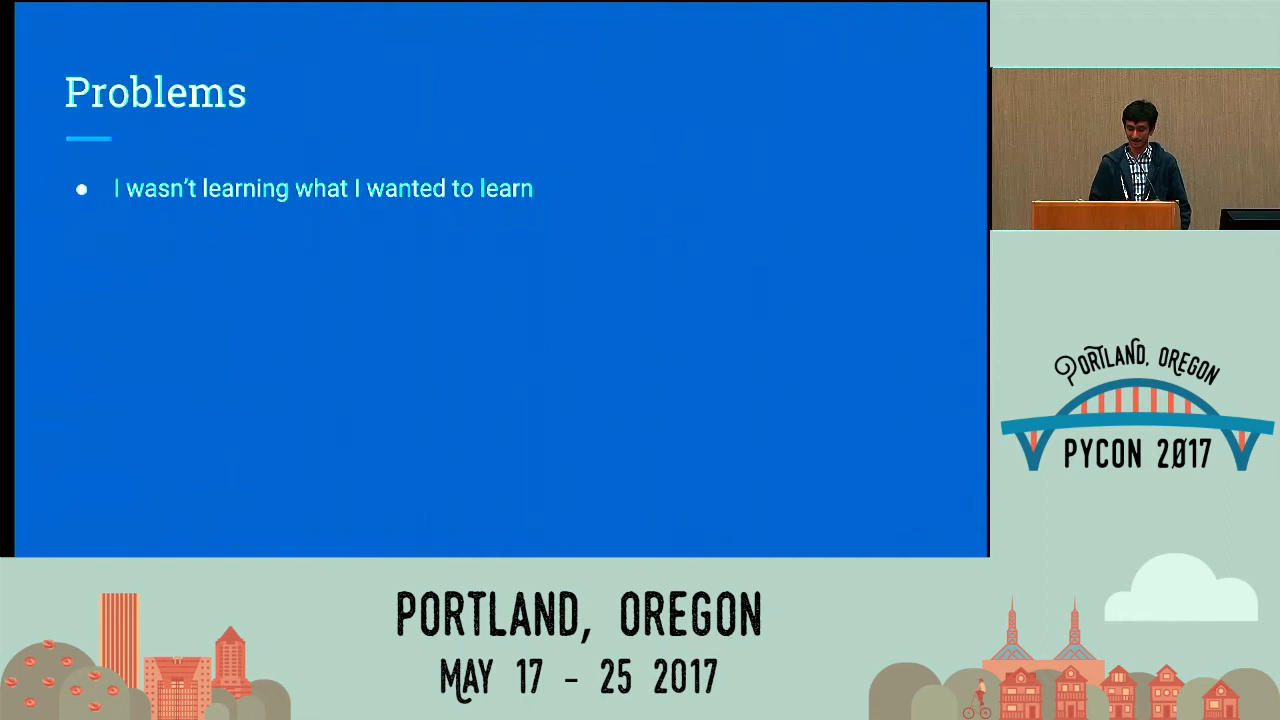 Problems
● I wasn't learning what I wanted to learn
PORTLAND, OREGON
PYCON 2017
PORTLAND, OREGON
MAY 17 - 25 2017